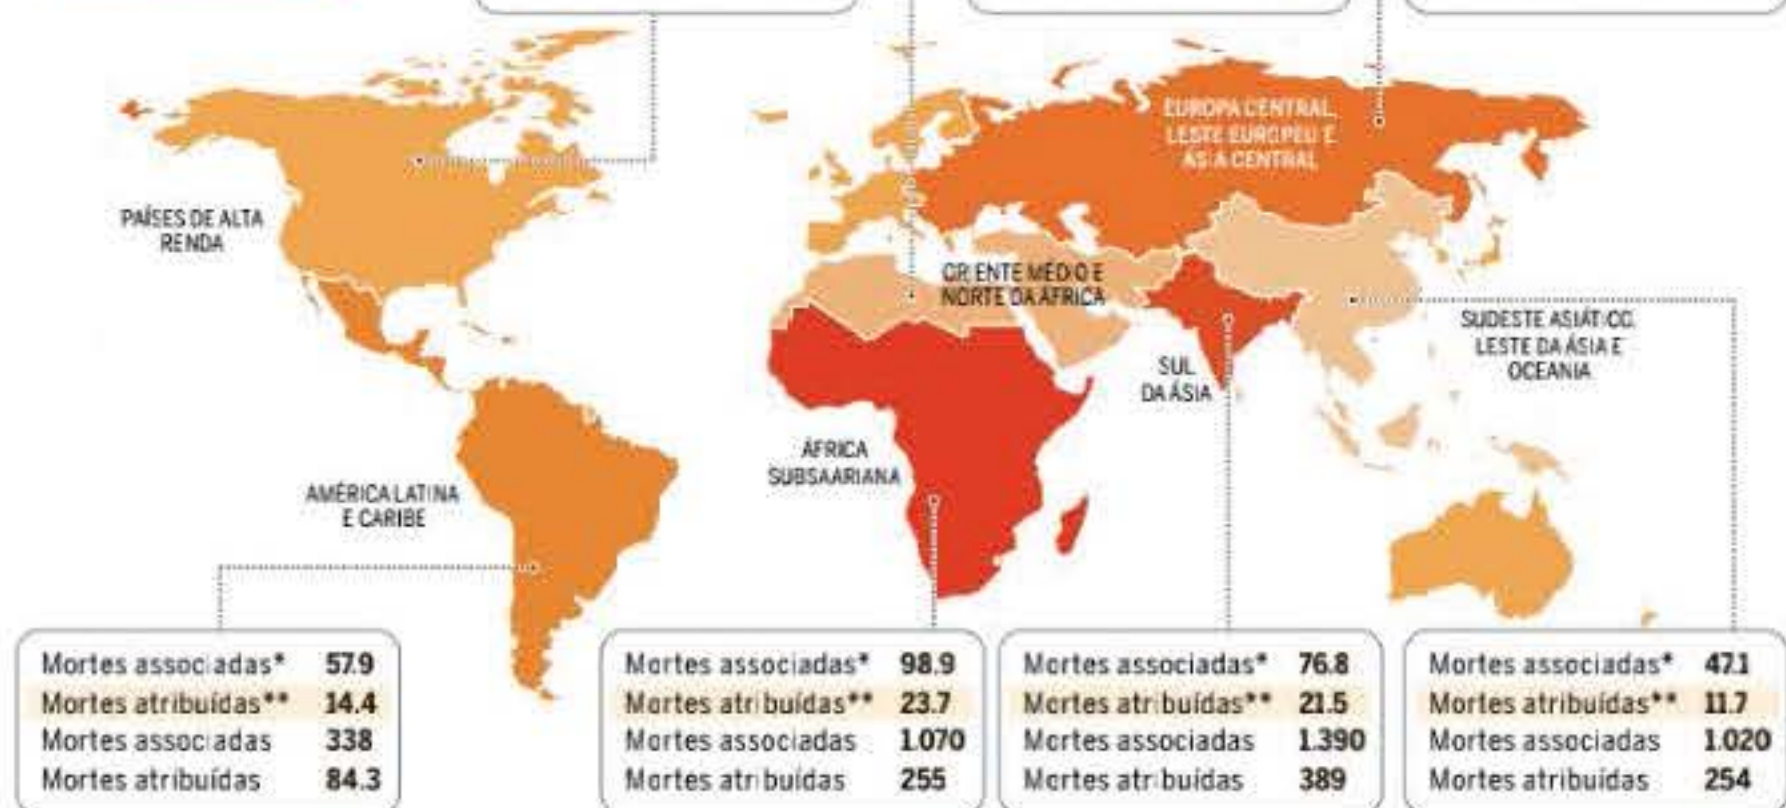 EUROPA CENTRAL,
LESTE EUROPEU E
ÁSIA CENTRAL
PAÍSES DE ALTA
RENDA
ORIENTE MÉDIO E
NORTE DA ÁFRICA
SUDESTE ASIÁTICO,
LESTE DA ÁSIA E
OCEANIA
SUL
DA ÁSIA
ÁFRICA
SUBSAARIANA
AMÉRICA LATINA
E CARIBE
Mortes associadas* 57.9
Mortes atribuídas** 14.4
Mortes associadas 338
Mortes atribuídas 84.3
Mortes associadas* 98.9
Mortes atribuídas** 23.7
Mortes associadas 1.070
Mortes atribuídas 255
Mortes associadas* 76.8
Mortes atribuídas** 21.5
Mortes associadas 1.390
Mortes atribuídas 389
Mortes associadas* 47.1
Mortes atribuídas** 11.7
Mortes associadas 1.020
Mortes atribuídas 254